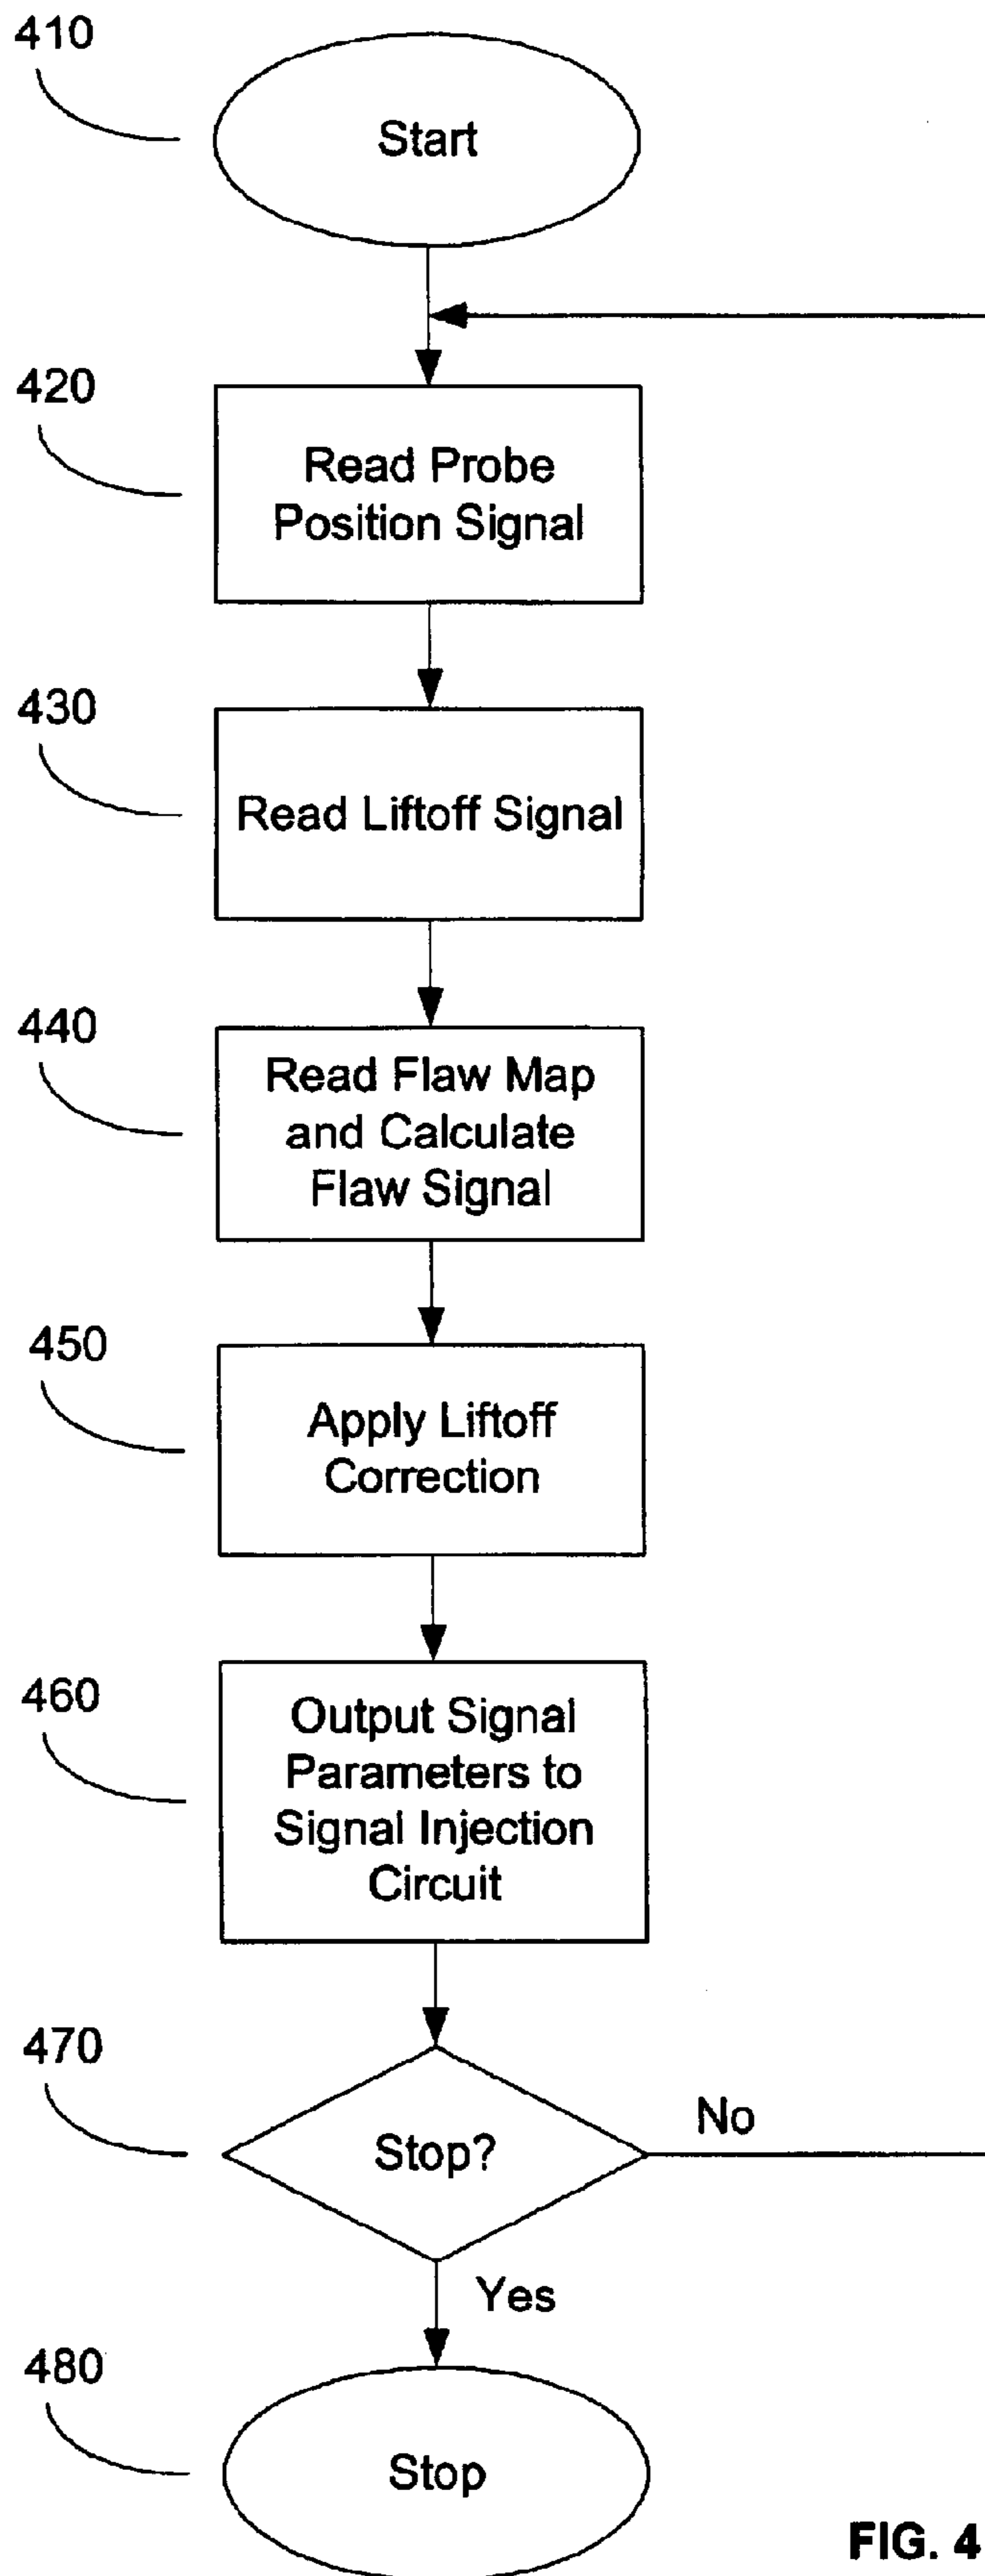 410
Start
420
Read Probe
Position Signal
430
Read Liftoff Signal
440
Read Flaw Map
and Calculate
Flaw Signal
450
Apply Liftoff
Correction
460
Output Signal
Parameters to
Signal Injection
Circuit
470
Stop?
No
Yes
480
Stop
FIG. 4